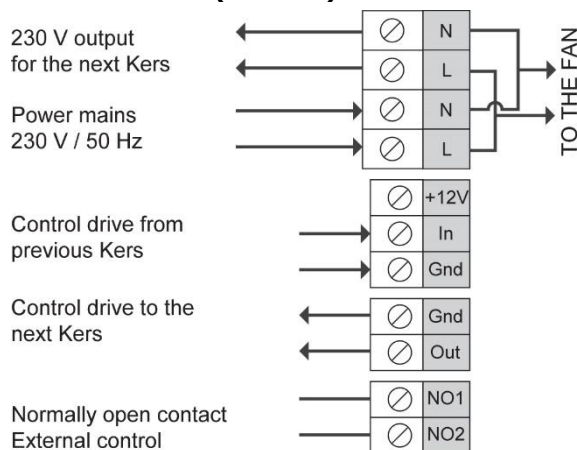 230 V output
for the next Kers
Power mains
230 V / 50 Hz
N
L
N
L
TO THE FAN
Control drive from
previous Kers
+12V
In
Gnd
Control drive to the
next Kers
Gnd
Out
Normally open contact
External control
NO1
NO2